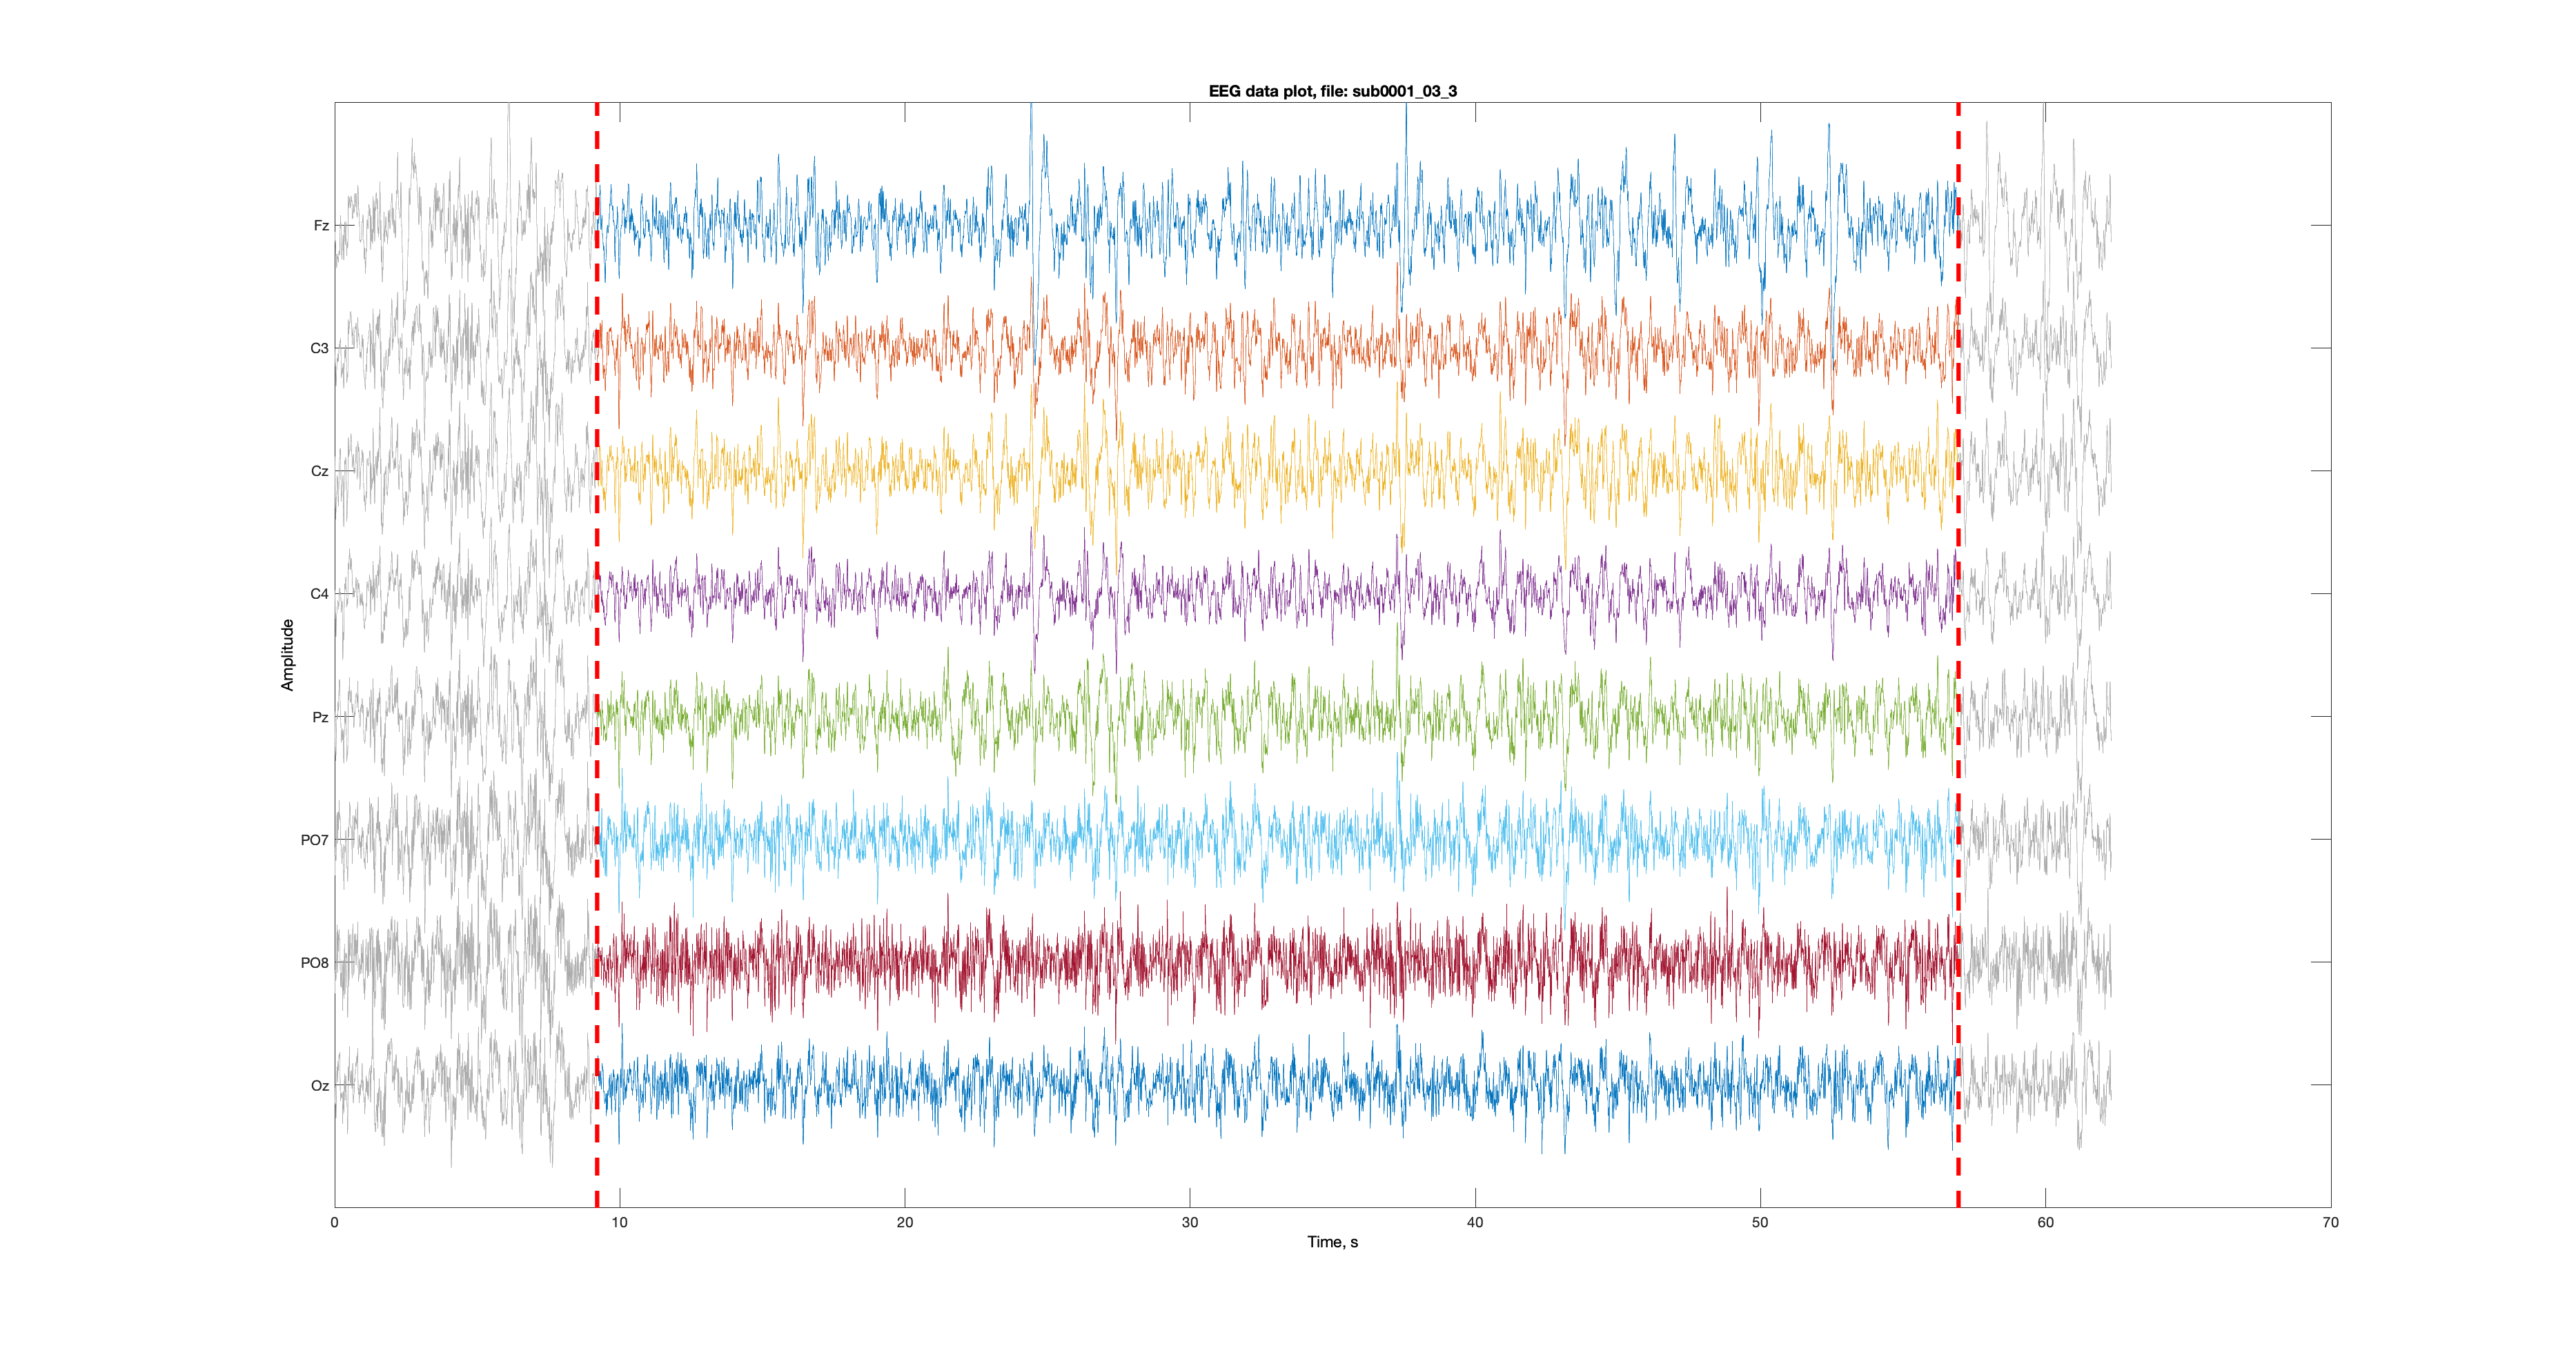 EEG data plot, file: sub0001_03_3
Fz
C3
Cz
C4
Amplitude
Pz
PO7
PO8
Oz
0 10 20 30 40 50 60 70
Time, s